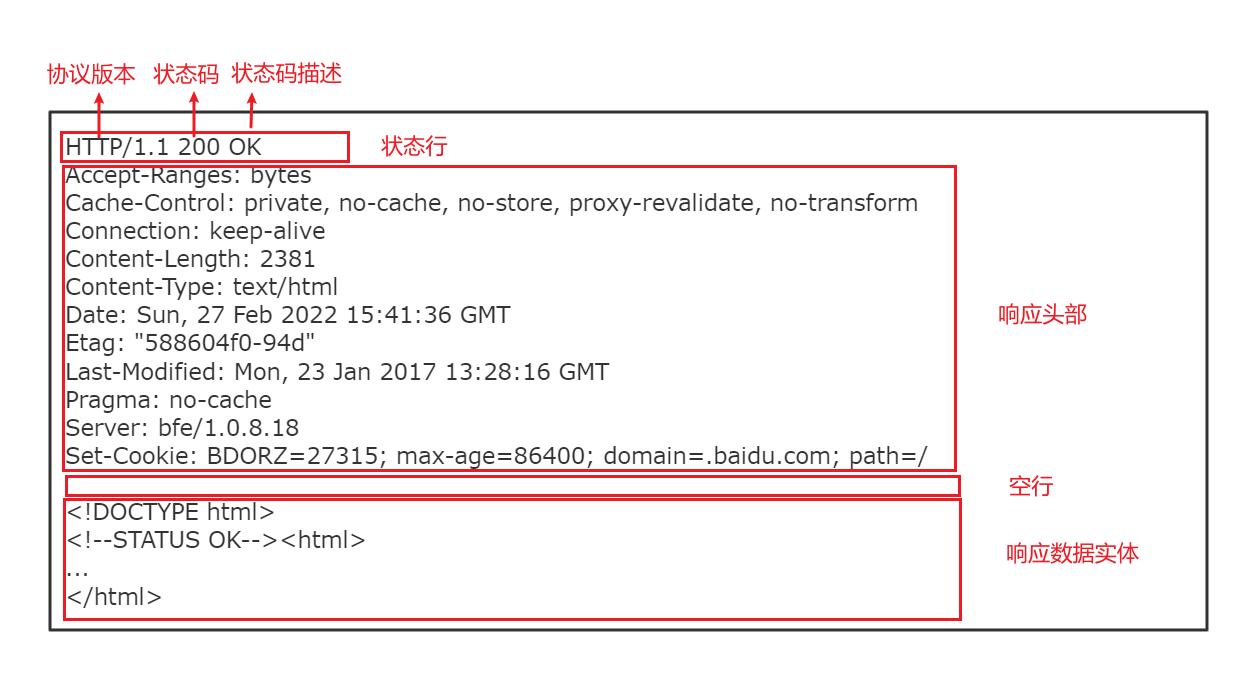 协议版本 状态码 状态码描述
HTTP/1.1 200 OK 状态行
Accept-Ranges: bytes
Cache-Control: private, no-cache, no-store, proxy-revalidate, no-transform
Connection: keep-alive
Content-Length: 2381
Content-Type: text/html
Date: Sun, 27 Feb 2022 15:41:36 GMT
响应头部
Etag: "588604f0-94d"
Last-Modified: Mon, 23 Jan 2017 13:28:16 GMT
Pragma: no-cache
Server: bfe/1.0.8.18
Set-Cookie: BDORZ=27315; max-age=86400; domain=.baidu.com; path=/
空行
<!DOCTYPE html>
<!--STATUS OK--><html>
响应数据实体
...
</html>